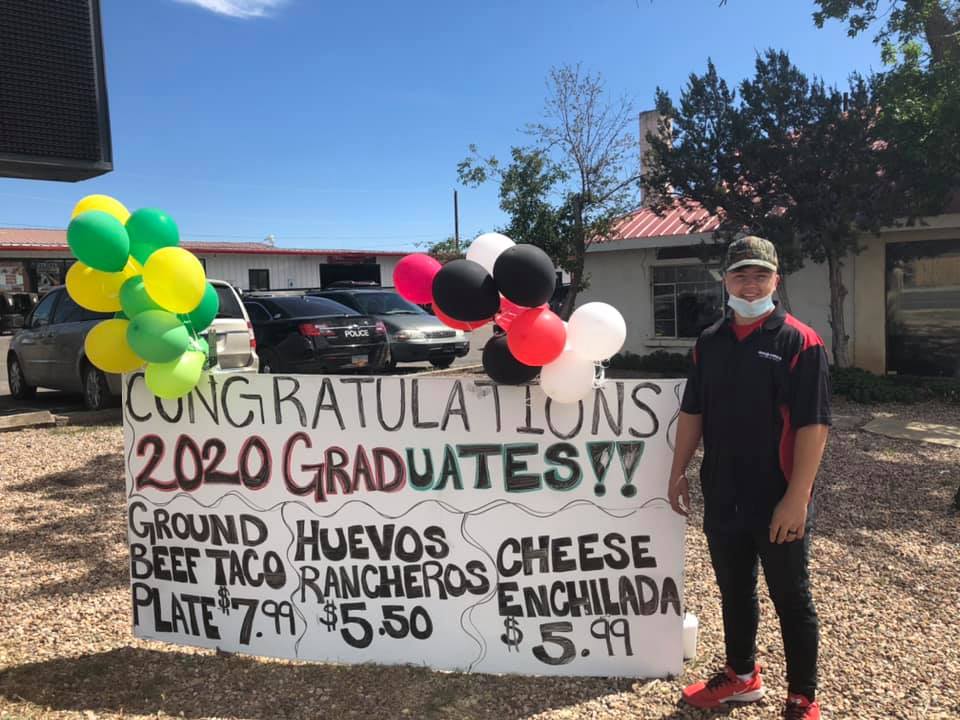 POLICE
CONGRATULATIONS
2020 GRADUATES!!
GROUND
BEEF TACO
PLATE $7.99
HUEVOS
RANCHEROS
$5.50
CHEESE
ENCHILADA
$5.99